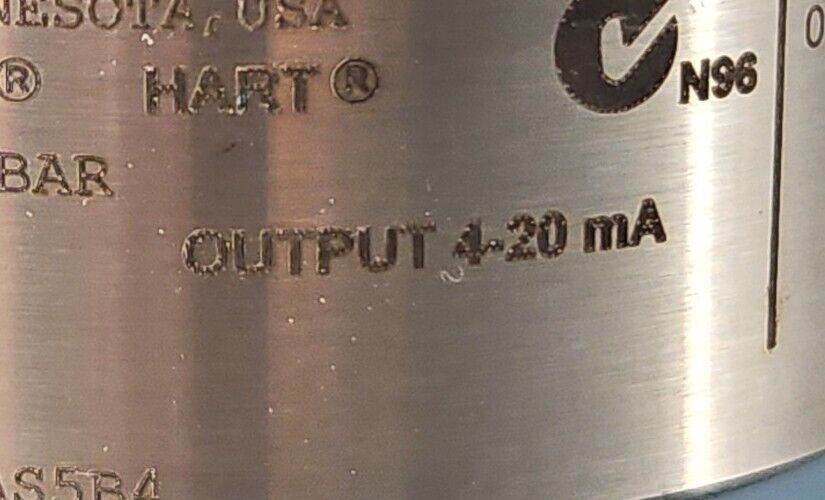 NESOTA, USA
® HART®
N96
BAR
OUTPUT 4-20 mA
AS5B4